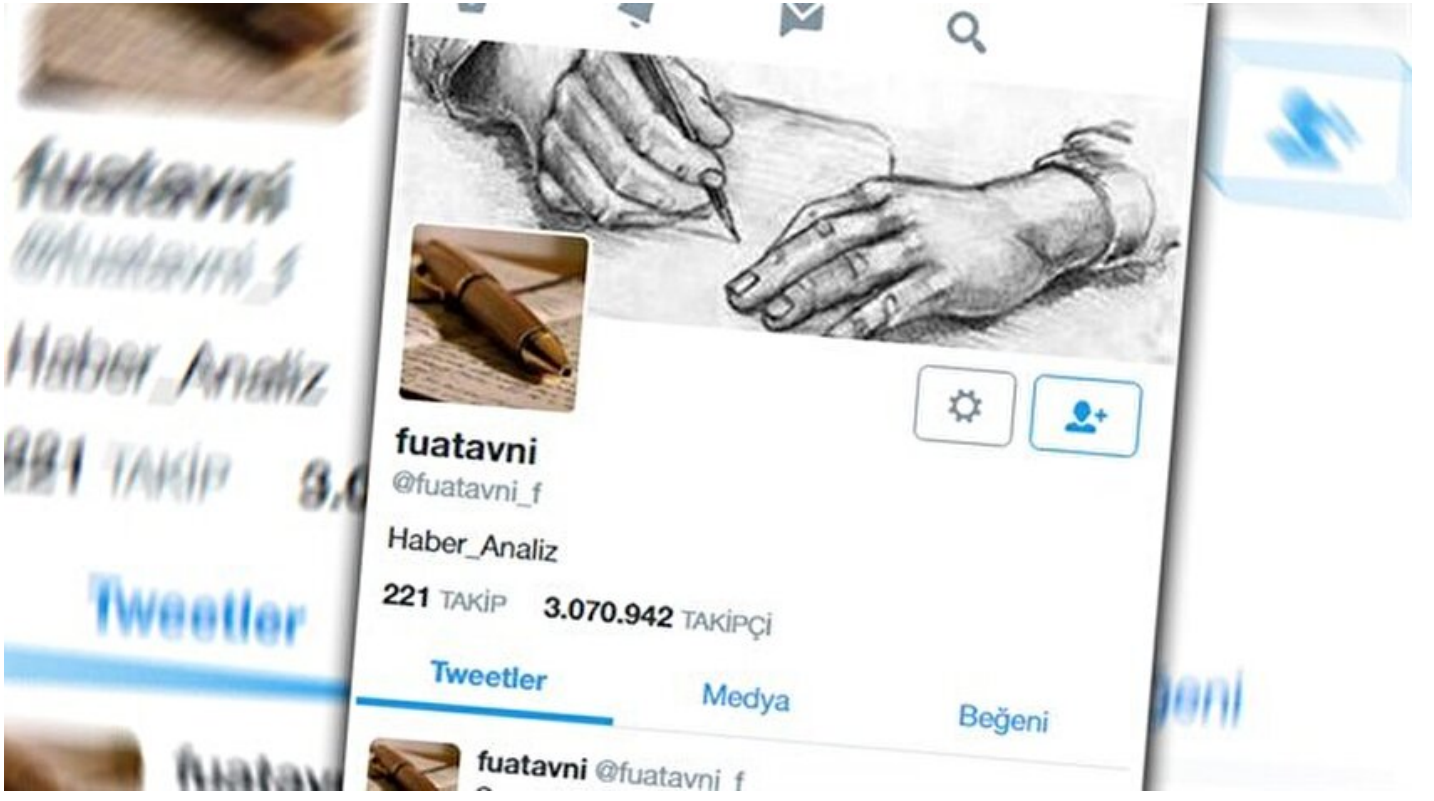 fuatavni
@fuatavni_f
Haber_Analiz
221 TAKİP
Tweetler
fuatavni
@fuatavni_f
Haber_Analiz
221 TAKİP 3.070.942 TAKİPÇİ
Tweetler Medya Beğeni
fuatavni @fuatavni_f